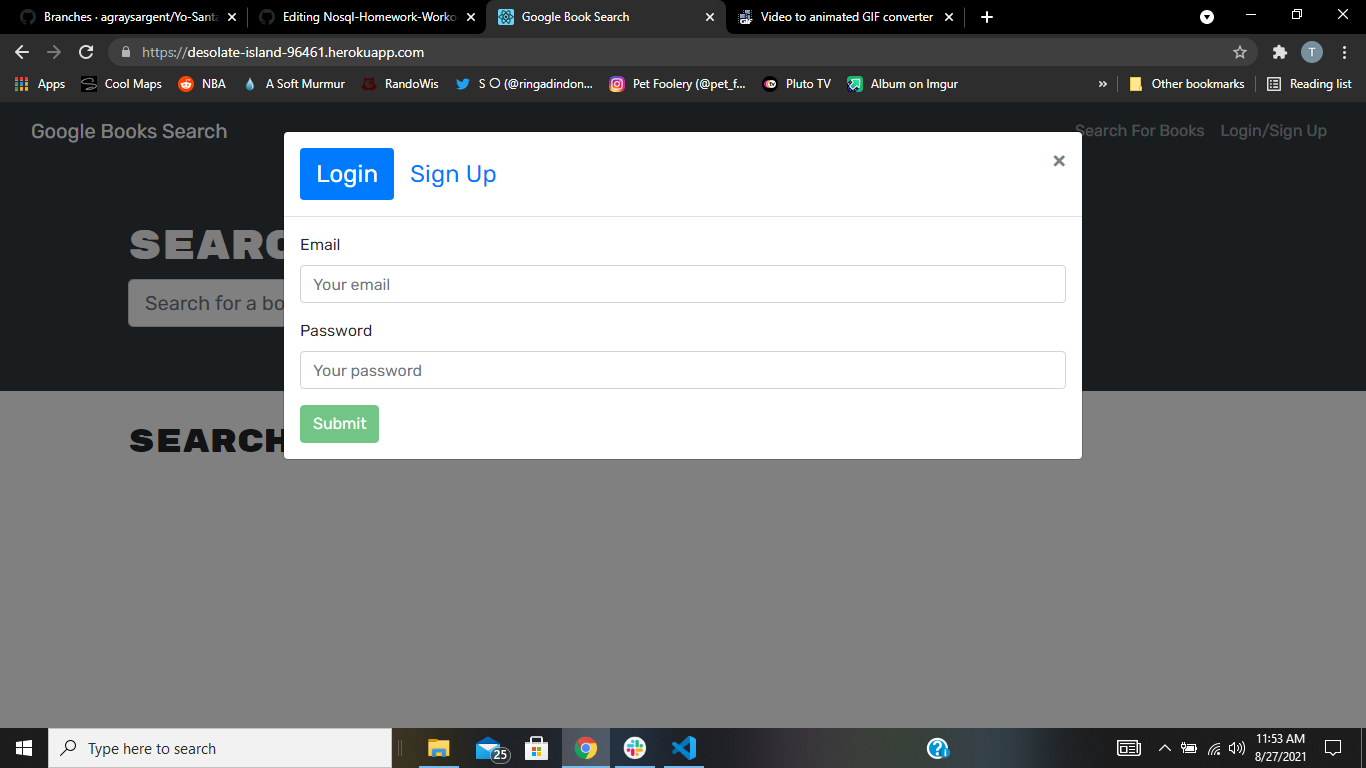 Branches · agraysargent/Yo-Santa
Editing Nosql-Homework-Worko
Google Book Search
Video to animated GIF converter
https://desolate-island-96461.herokuapp.com
T
Apps
Cool Maps
NBA
A Soft Murmur
RandoWis
S O (@ringadindon...
Pet Foolery (@pet_f...
Pluto TV
Album on Imgur
»
Other bookmarks
Reading list
Google Books Search
Search For Books
Login/Sign Up
Login
Sign Up
×
SEARC
Email
Your email
Search for a bo
Password
Your password
Submit
SEARCH
Type here to search
25
11:53 AM
8/27/2021